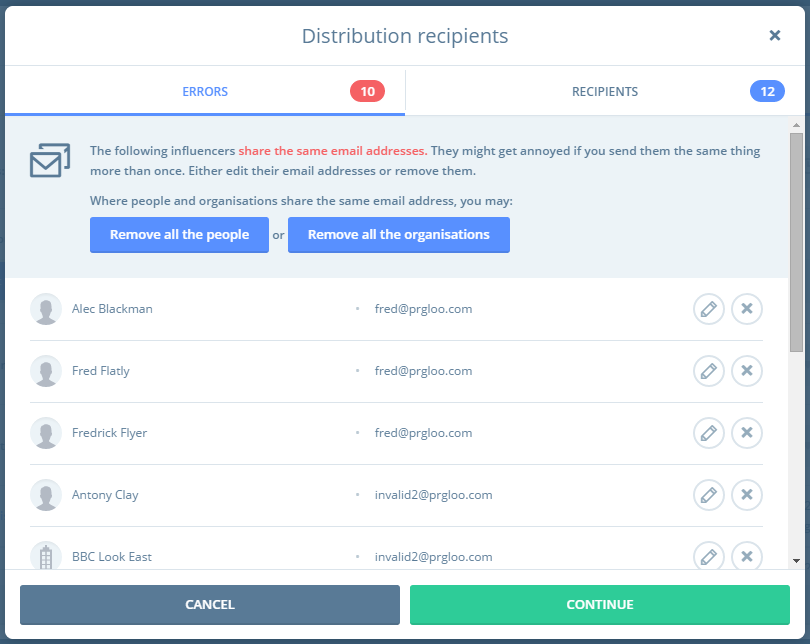 Distribution recipients
ERRORS 10 RECIPIENTS 12
The following influencers share the same email addresses. They might get annoyed if you send them the same thing
more than once. Either edit their email addresses or remove them.
Where people and organisations share the same email address, you may:
Remove all the people or Remove all the organisations
Alec Blackman • fred@prgloo.com
Fred Flatly • fred@prgloo.com
Fredrick Flyer • fred@prgloo.com
Antony Clay • invalid2@prgloo.com
BBC Look East • invalid2@prgloo.com
CANCEL CONTINUE